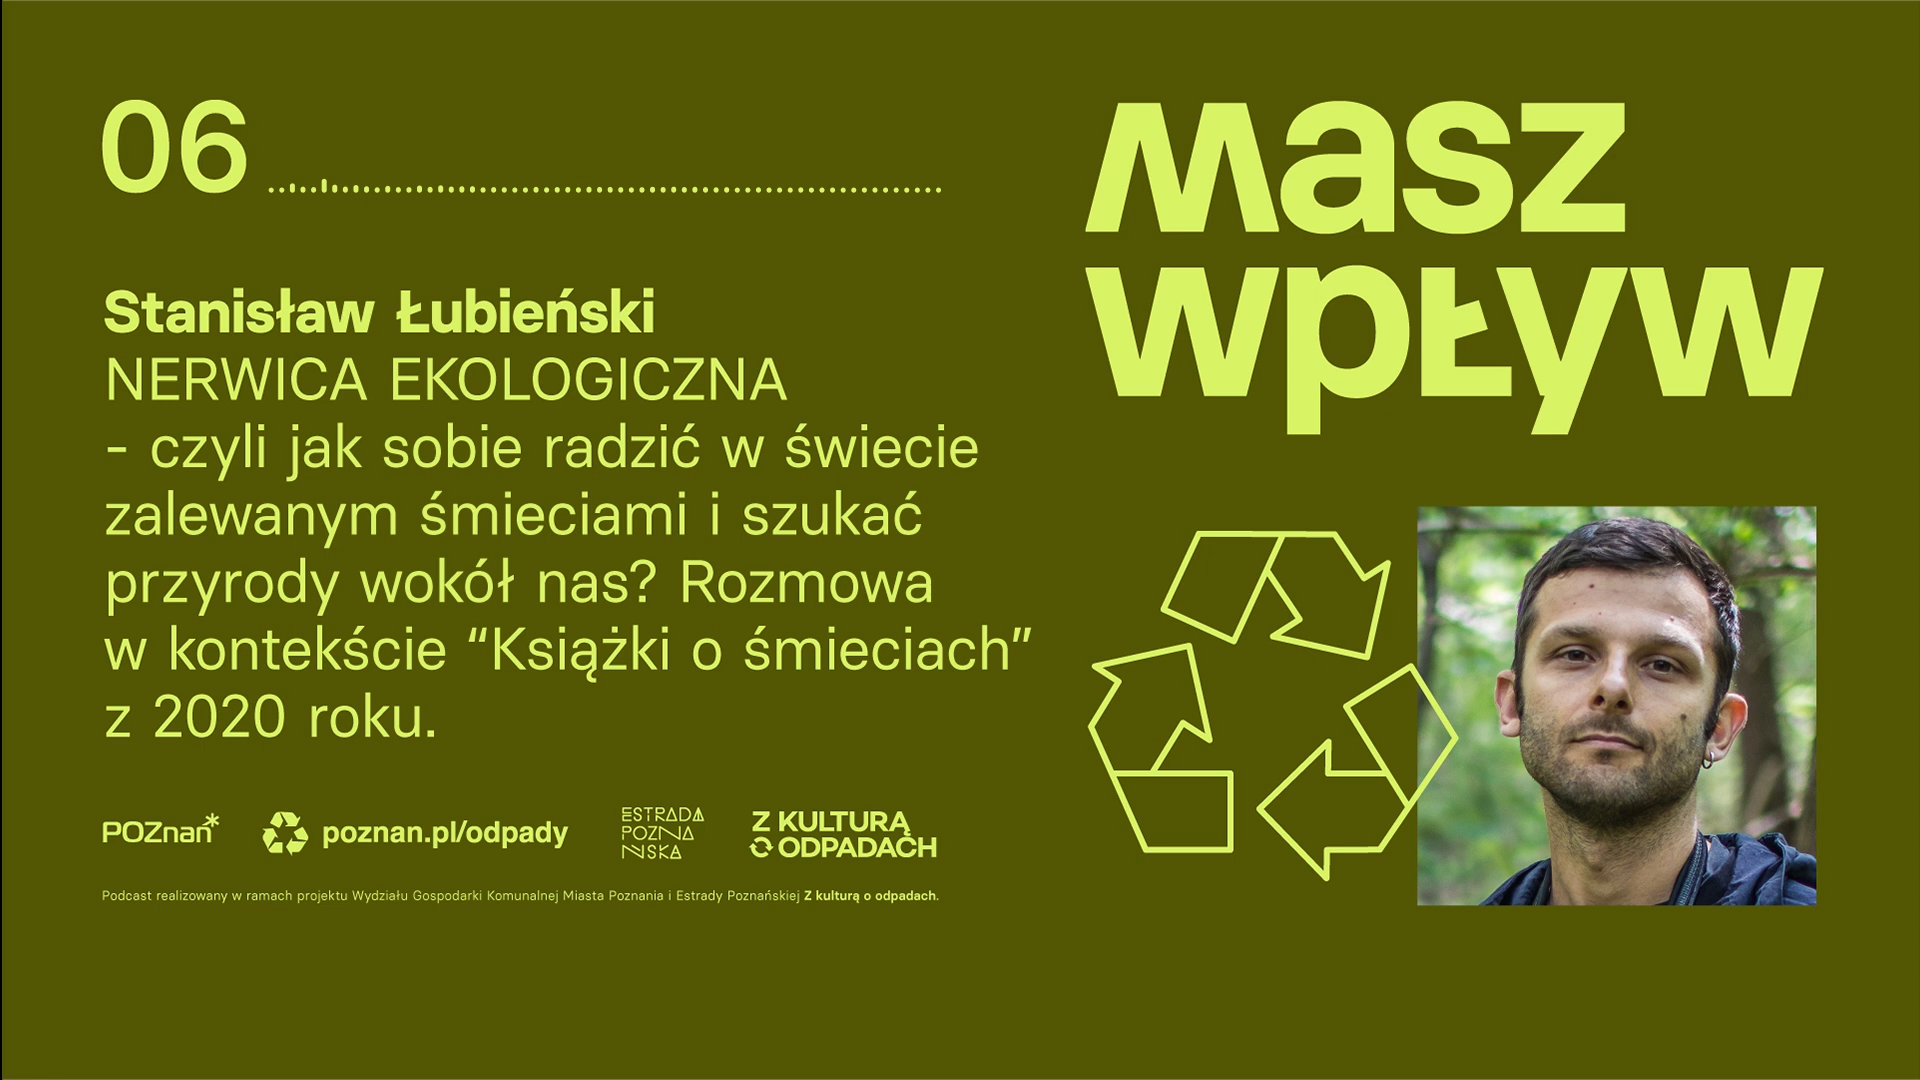 06
masz
wpływ
Stanisław Łubieński
NERWICA EKOLOGICZNA
- czyli jak sobie radzić w świecie
zalewanym śmieciami i szukać
przyrody wokół nas? Rozmowa
w kontekście “Książki o śmieciach”
z 2020 roku.
POZnań*
poznan.pl/odpady
ESTRADA
POZNA
ŃSKA
Z KULTURĄ
O ODPADACH
Podcast realizowany w ramach projektu Wydziału Gospodarki Komunalnej Miasta Poznania i Estrady Poznańskiej Z kulturą o odpadach.